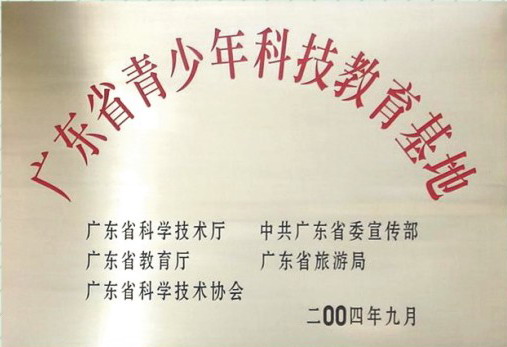 广东省青少年科技教育基地
广东省科学技术厅 中共广东省委宣传部
广东省教育厅 广东省旅游局
广东省科学技术协会
二00四年九月